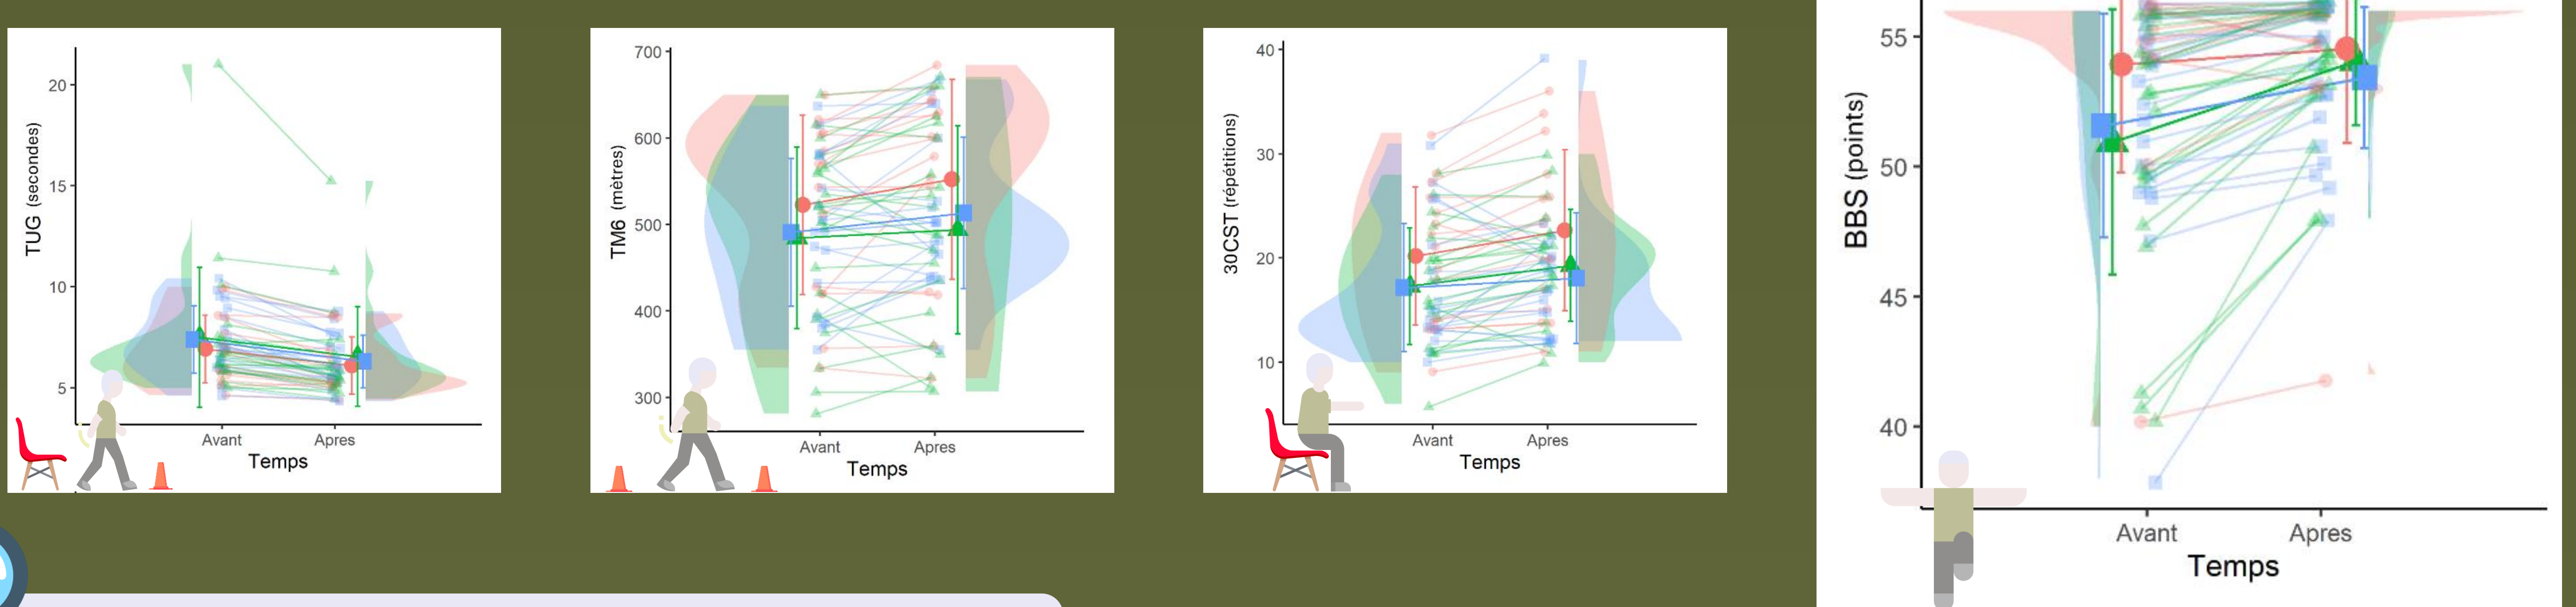 TUG (secondes)
20
15
10
5
Avant
Apres
Temps
TM6 (mètres)
700
600
500
400
300
Avant
Apres
Temps
30CST (répétitions)
40
30
20
10
Avant
Apres
Temps
BBS (points)
55
50
45
40
Avant
Apres
Temps